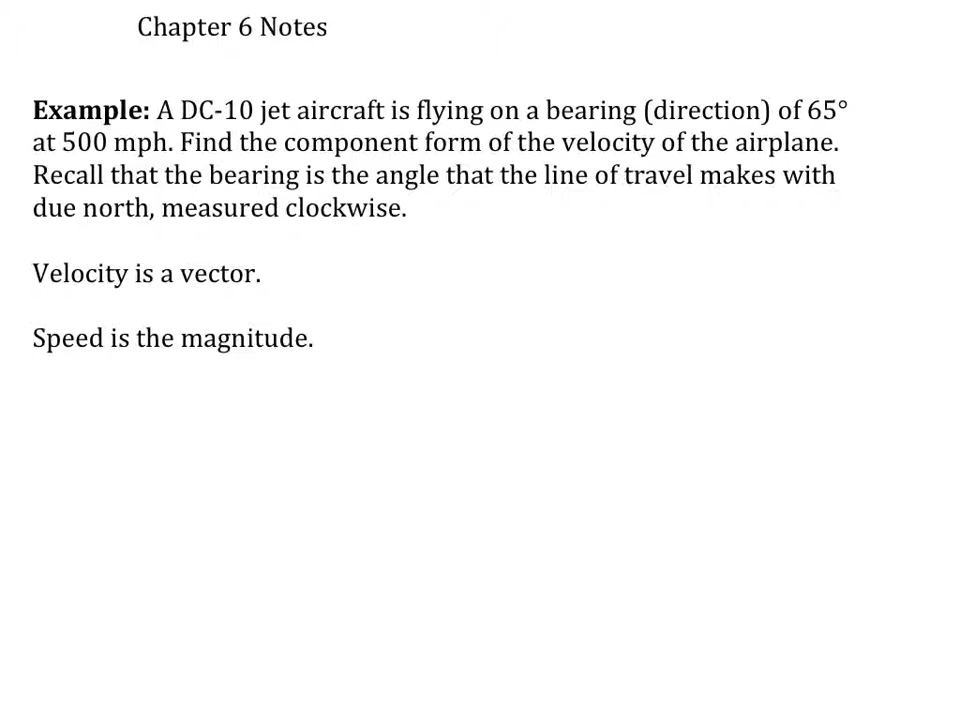 Chapter 6 Notes
Example: A DC-10 jet aircraft is flying on a bearing (direction) of 65°
at 500 mph. Find the component form of the velocity of the airplane.
Recall that the bearing is the angle that the line of travel makes with
due north, measured clockwise.
Velocity is a vector.
Speed is the magnitude.